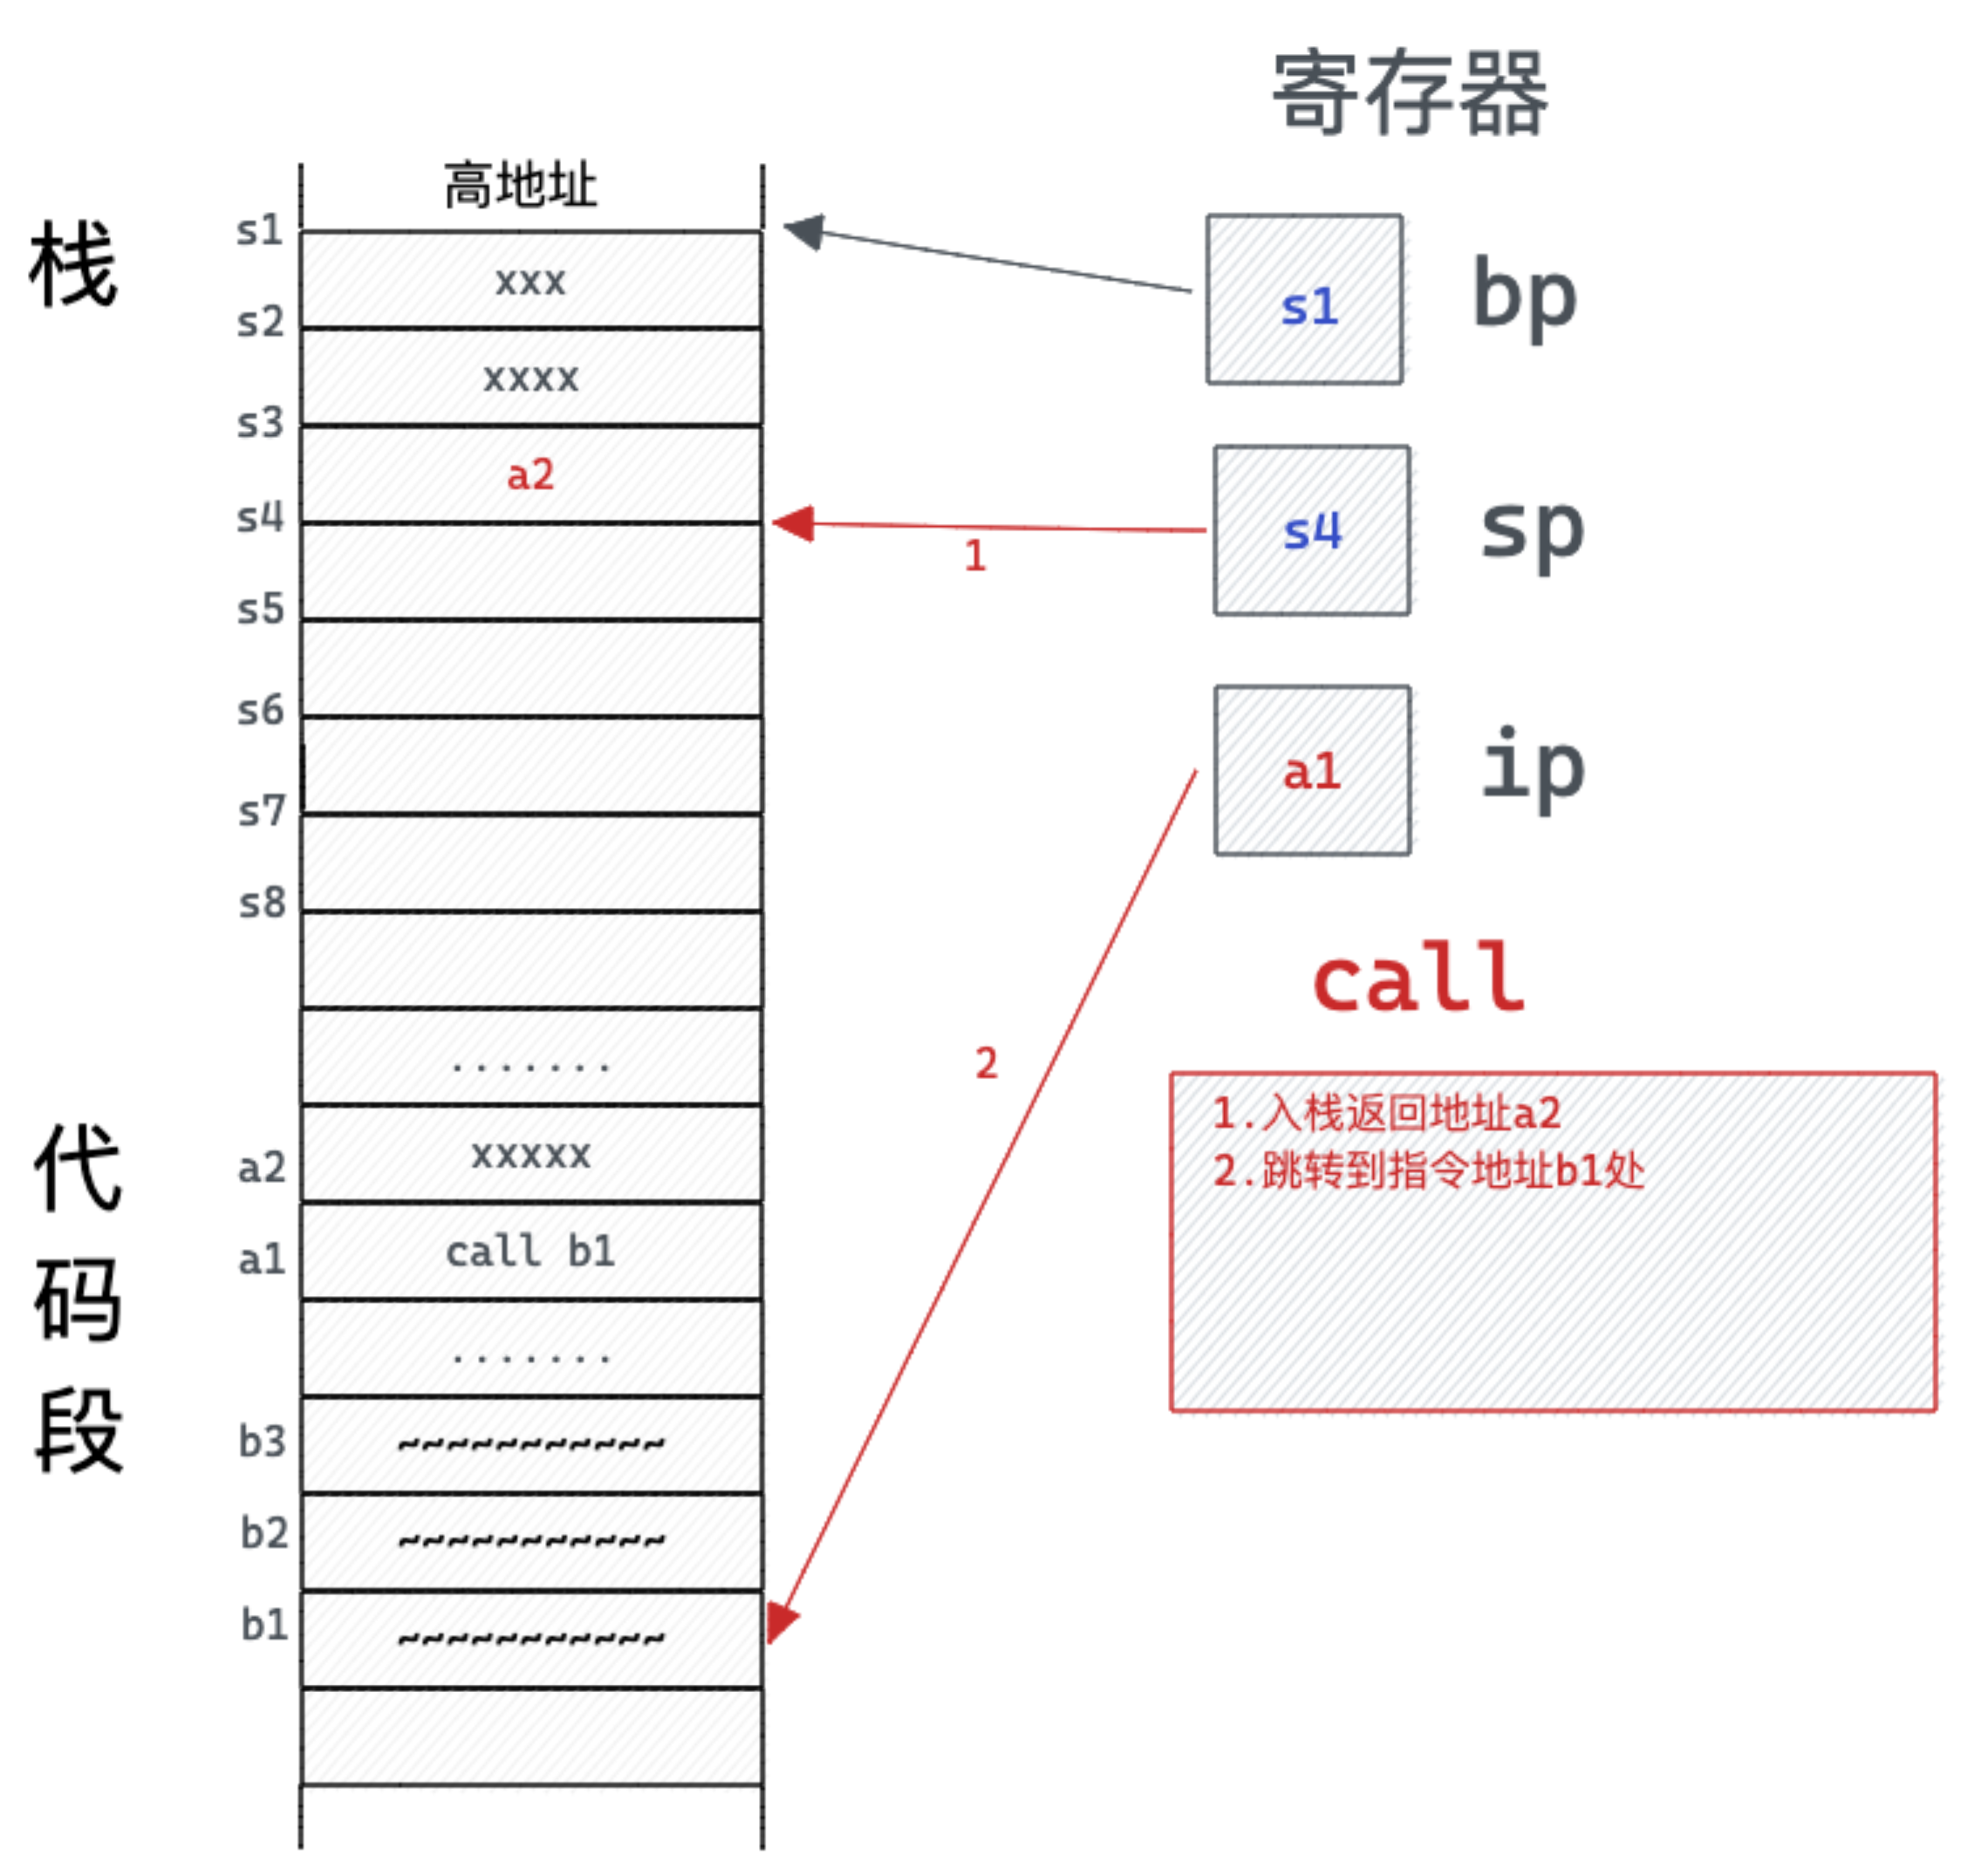 寄存器
高地址
栈
s1
xxx
s1
bp
s2
xxxx
s3
a2
s4
s4
sp
1
s5
s6
a1
ip
s7
s8
call
.......
2
1.入栈返回地址a2
2.跳转到指令地址b1处
代码段
xxxxx
a2
call b1
a1
.......
b3
~~~~~~~~~~~
b2
~~~~~~~~~~~
b1
~~~~~~~~~~~